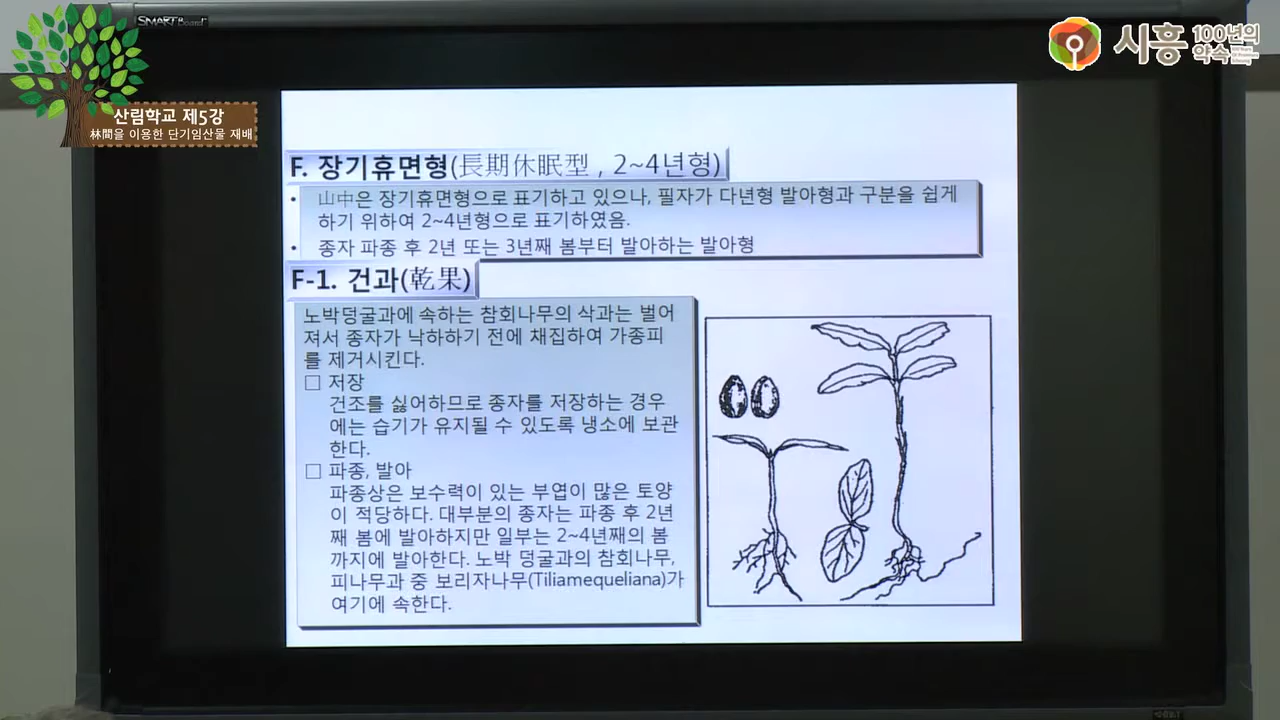 SMART Board
산림학교 제5강
林間을 이용한 단기임산물 재배
시흥 100년의 약속
F. 장기휴면형(長期休眠型 , 2~4년형)
• 山中은 장기휴면형으로 표기하고 있으나, 필자가 다년형 발아형과 구분을 쉽게
하기 위하여 2~4년형으로 표기하였음.
• 종자 파종 후 2년 또는 3년째 봄부터 발아하는 발아형
F-1. 건과(乾果)
노박덩굴과에 속하는 참회나무의 삭과는 벌어
져서 종자가 낙하하기 전에 채집하여 가종피
를 제거시킨다.
□ 저장
건조를 싫어하므로 종자를 저장하는 경우
에는 습기가 유지될 수 있도록 냉소에 보관
한다.
□ 파종, 발아
파종상은 보수력이 있는 부엽이 많은 토양
이 적당하다. 대부분의 종자는 파종 후 2년
째 봄에 발아하지만 일부는 2~4년째의 봄
까지에 발아한다. 노박 덩굴과의 참회나무,
피나무과 중 보리자나무(Tiliamequeliana)가
여기에 속한다.